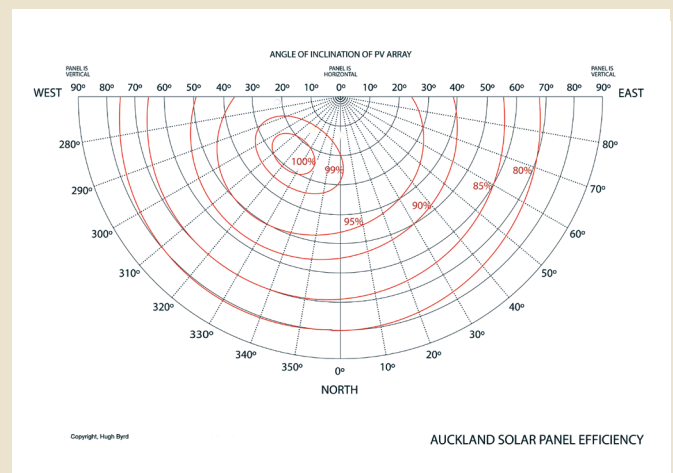 ANGLE OF INCLINATION OF PV ARRAY
PANEL IS
VERTICAL
PANEL IS
HORIZONTAL
PANEL IS
VERTICAL
WEST 90º 80º 70º 60º 50º 40º 30º 20º 10º 0º 10º 20º 30º 40º 50º 60º 70º 80º 90º EAST
280º 80º
100% 99% 80%
290º 85% 70º
95% 90%
300º 60º
310º 50º
320º 40º
330º 30º
340º 20º
350º 10º
0º
NORTH
Copyright, Hugh Byrd
AUCKLAND SOLAR PANEL EFFICIENCY